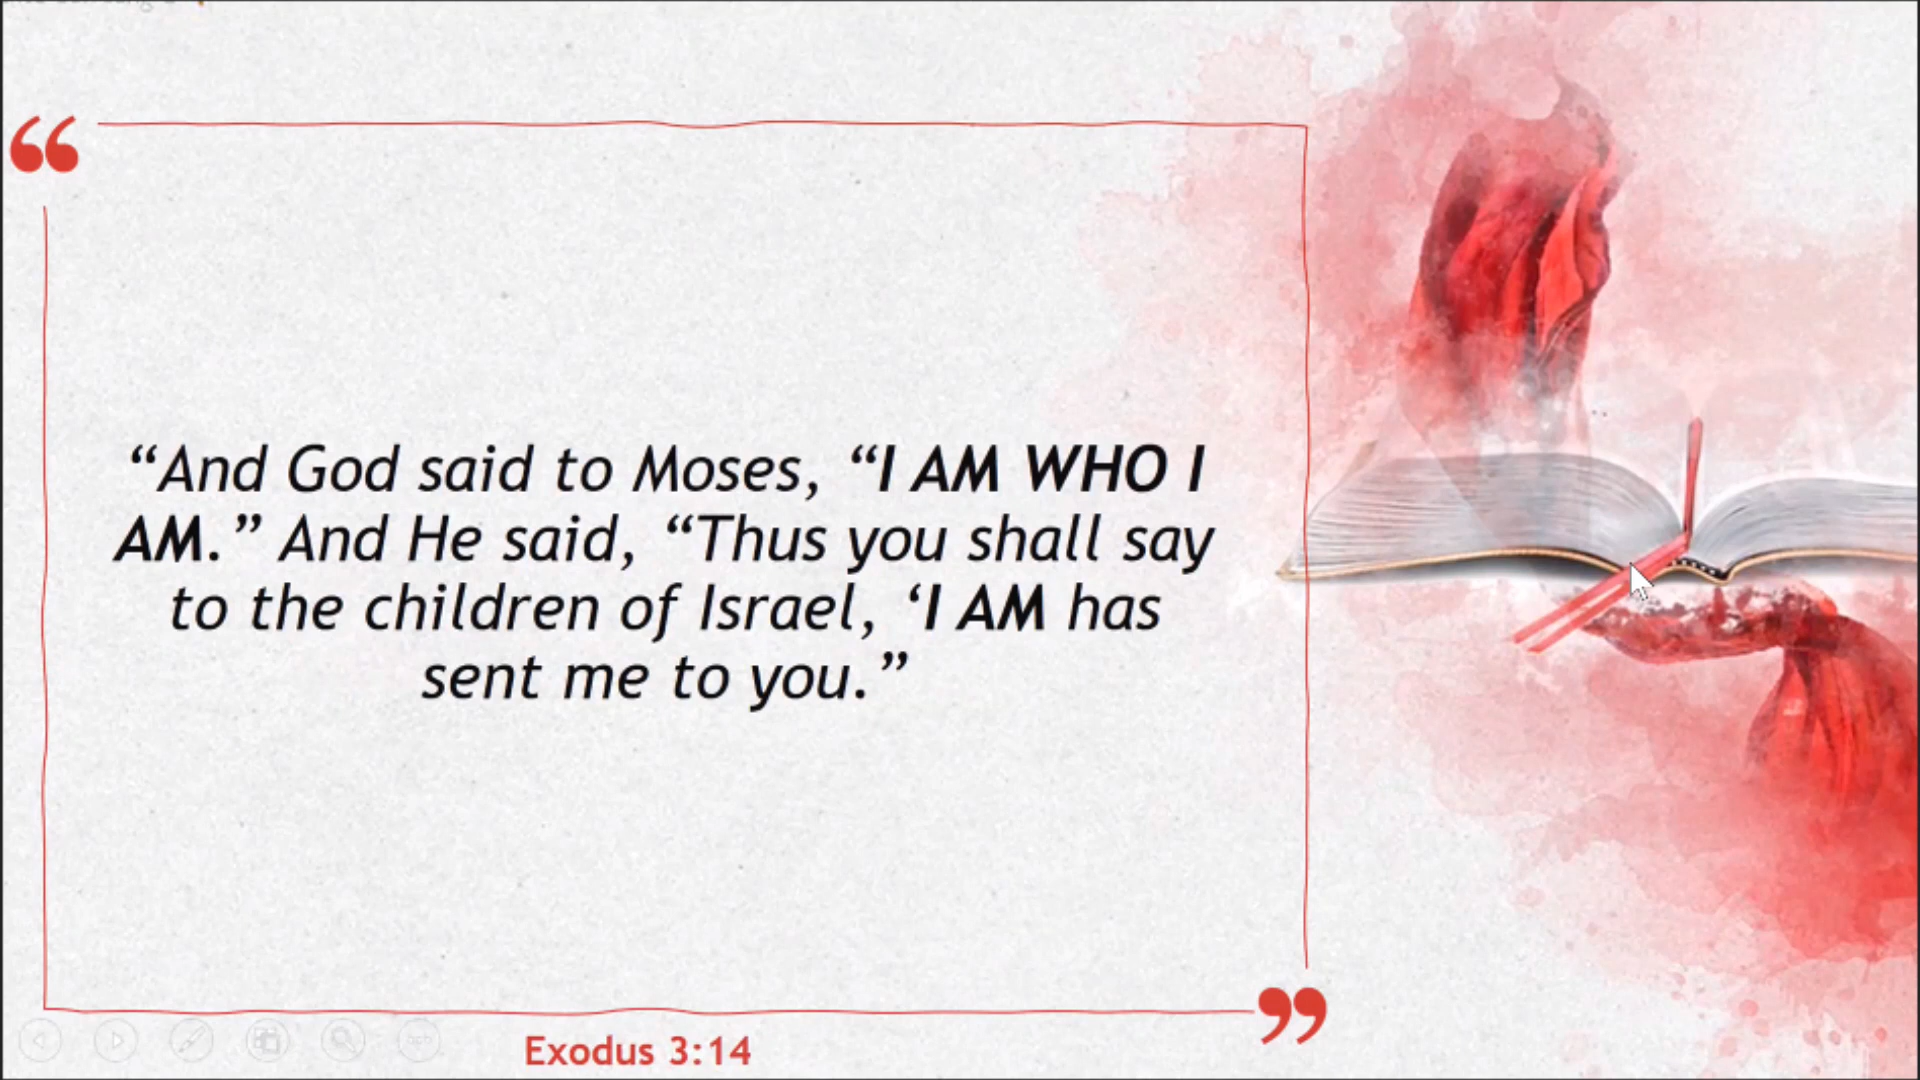 “And God said to Moses, “I AM WHO I
AM.” And He said, “Thus you shall say
to the children of Israel, ‘I AM has
sent me to you.”
Exodus 3:14